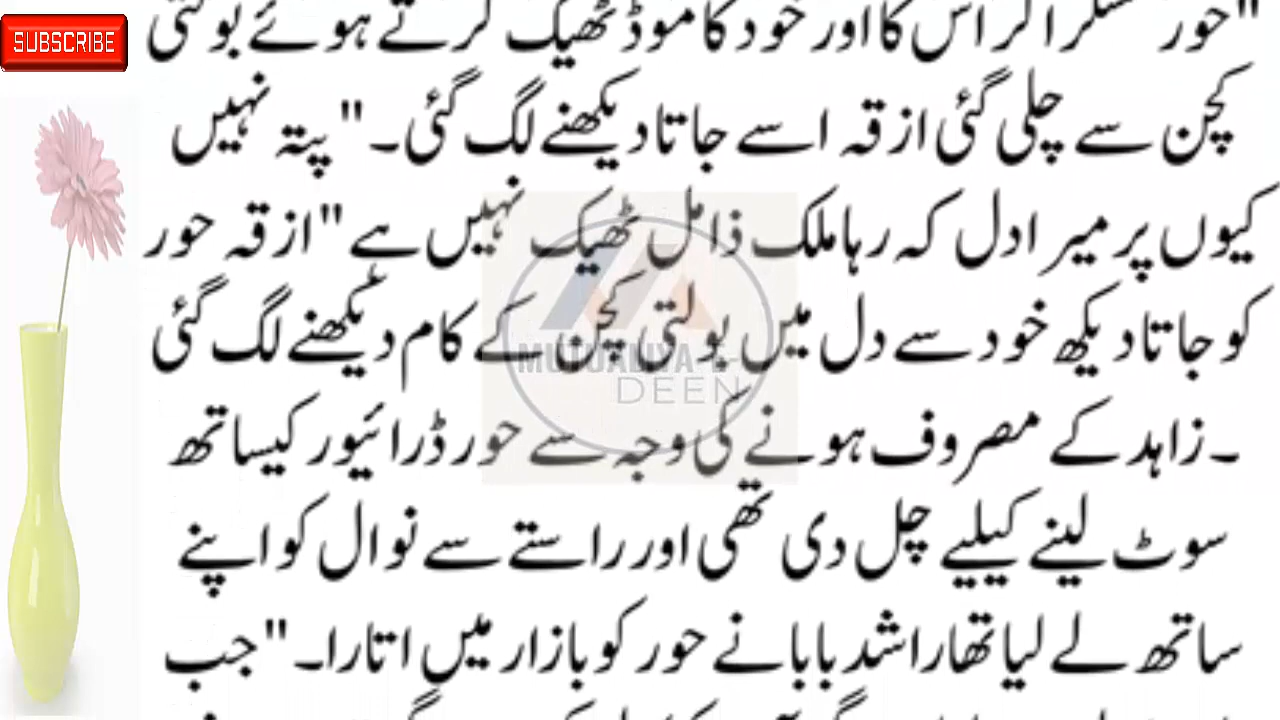 SUBSCRIBE
"حور مسکرا کر اس کا اور خود کا موڈ ٹھیک کرتے ہوئے بولتی
کچن سے چلی گئی ازقہ اسے جاتا دیکھنے لگ گئی۔" پتہ نہیں
کیوں پر میرا دل کہ رہا ملک ذامل ٹھیک نہیں ہے "ازقہ حور
کو جاتا دیکھ خود سے دل میں بولتی کچن کے کام دیٹکھنے لگ گئی
۔زاہد کے مصروف ہونے کی وجہ سے حور ڈرائیور کیساتھ
سوٹ لینے کیلیے چل دی تھی اور راستے سے نوال کو اپنے
ساتھ لے لیا تھا راشد بابا نے حور کو بازار میں اتارا۔" جب
MUTUALIYA-E-
DEEN